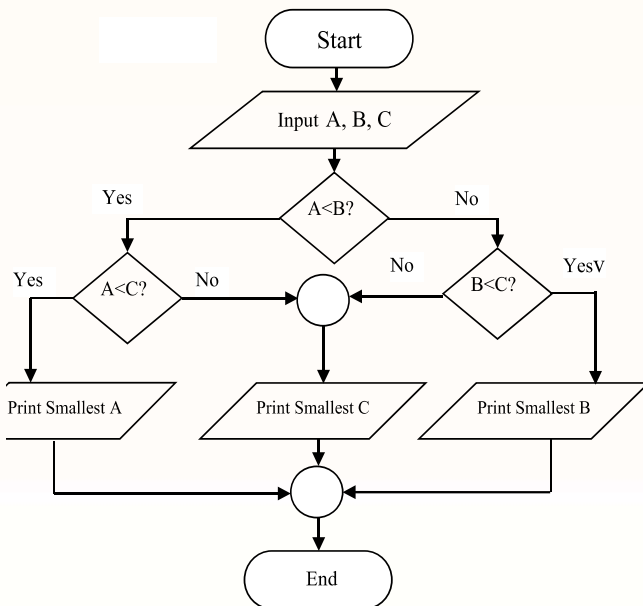 Start
Input A, B, C
A<B?
Yes
No
A<C?
Yes
No
No
B<C?
YesV
Print Smallest A
Print Smallest C
Print Smallest B
End